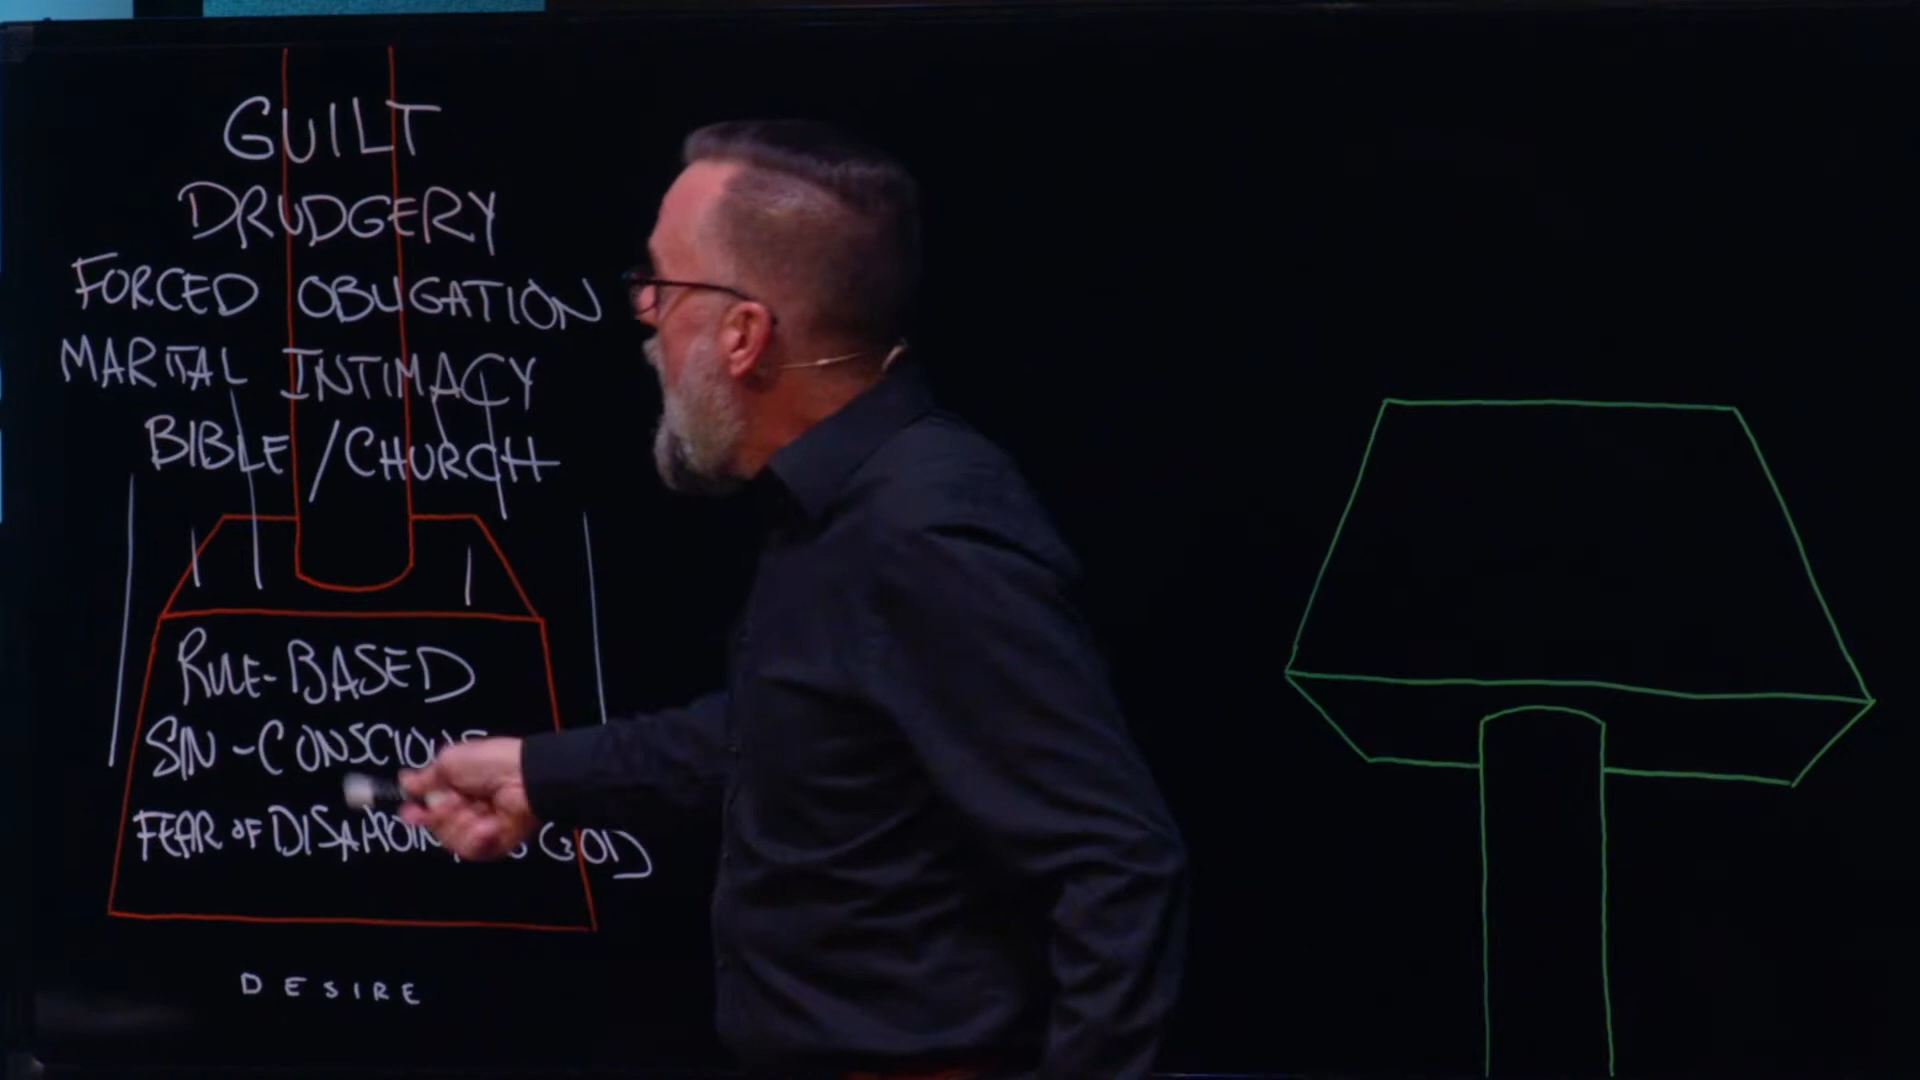 GUILT
DRUDGERY
FORCED OBLIGATION
MARITAL INTIMACY
BIBLE / CHURCH
RULE-BASED
SIN-CONSCIOUS
FEAR OF GOD
DESIRE